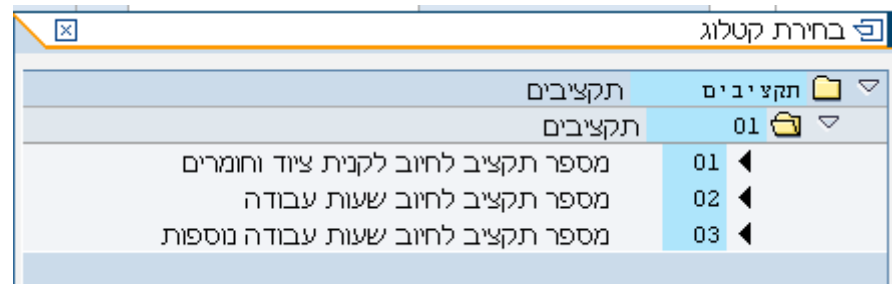 בחירת קטלוג
תקציבים תקציבים
01 תקציבים
01 מספר תקציב לחיוב לקנית ציוד וחומרים
02 מספר תקציב לחיוב שעות עבודה
03 מספר תקציב לחיוב שעות עבודה נוספות